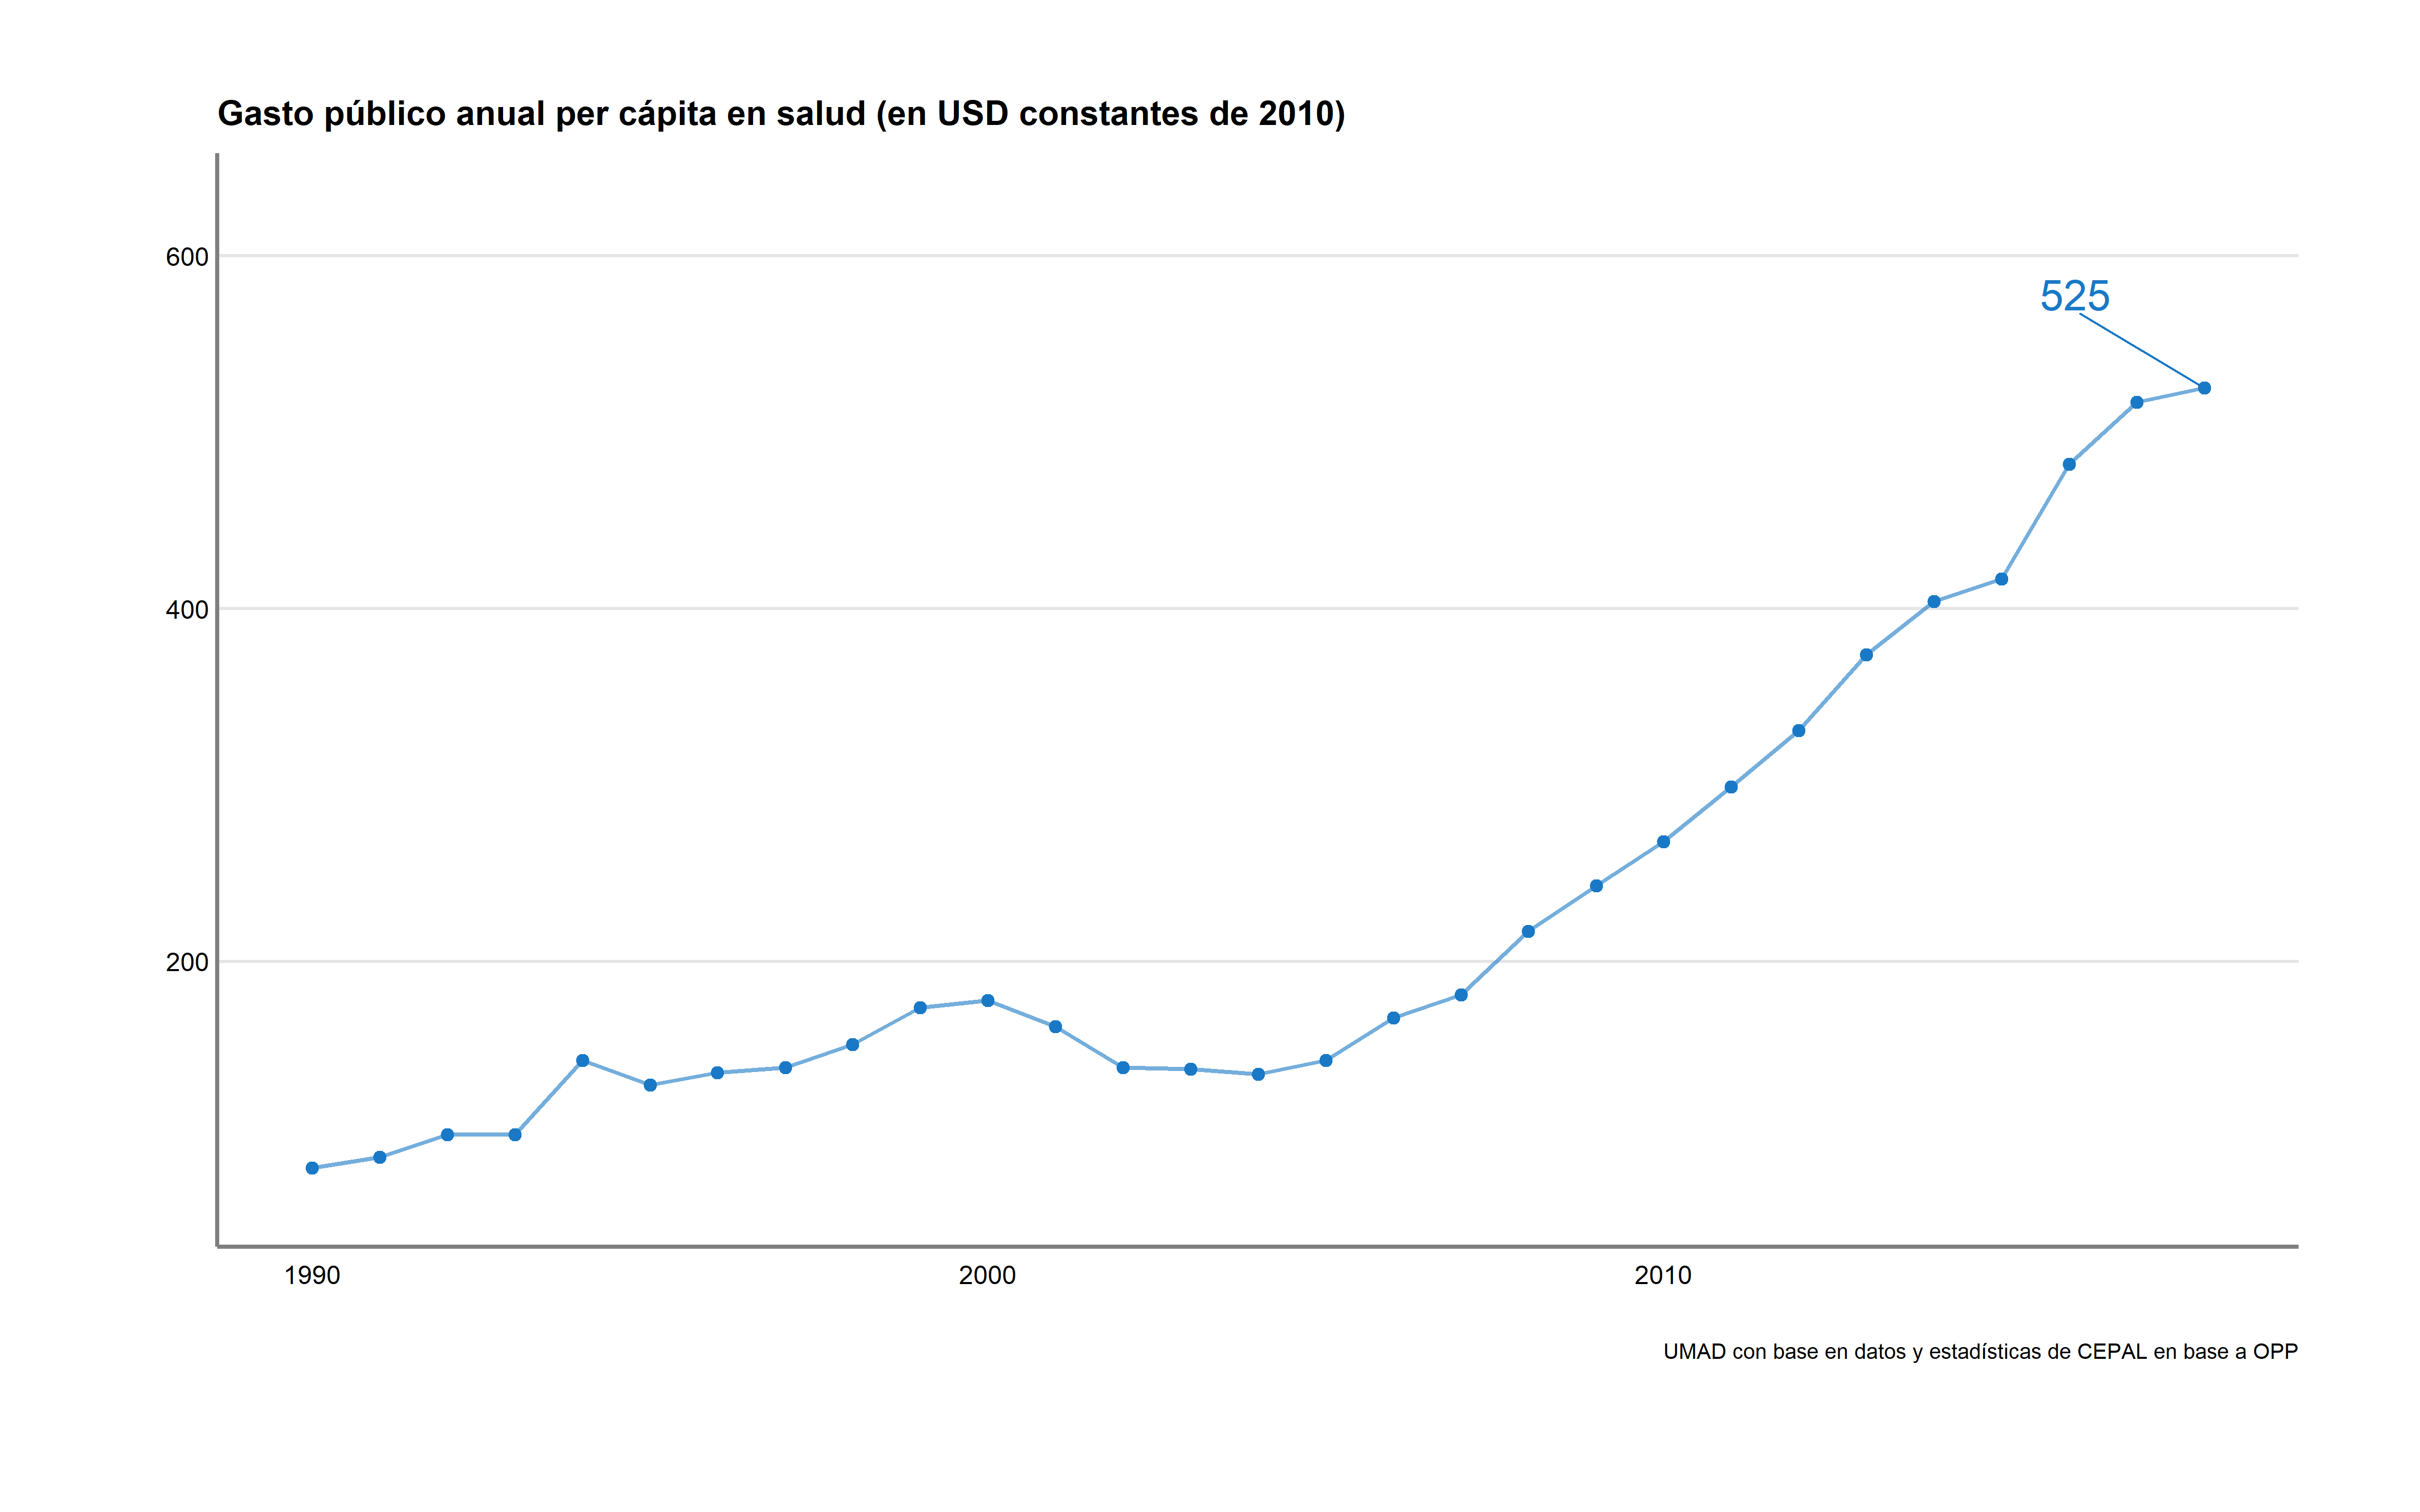 Gasto público anual per cápita en salud (en USD constantes de 2010)
600
525
400
200
1990 2000 2010
UMAD con base en datos y estadísticas de CEPAL en base a OPP